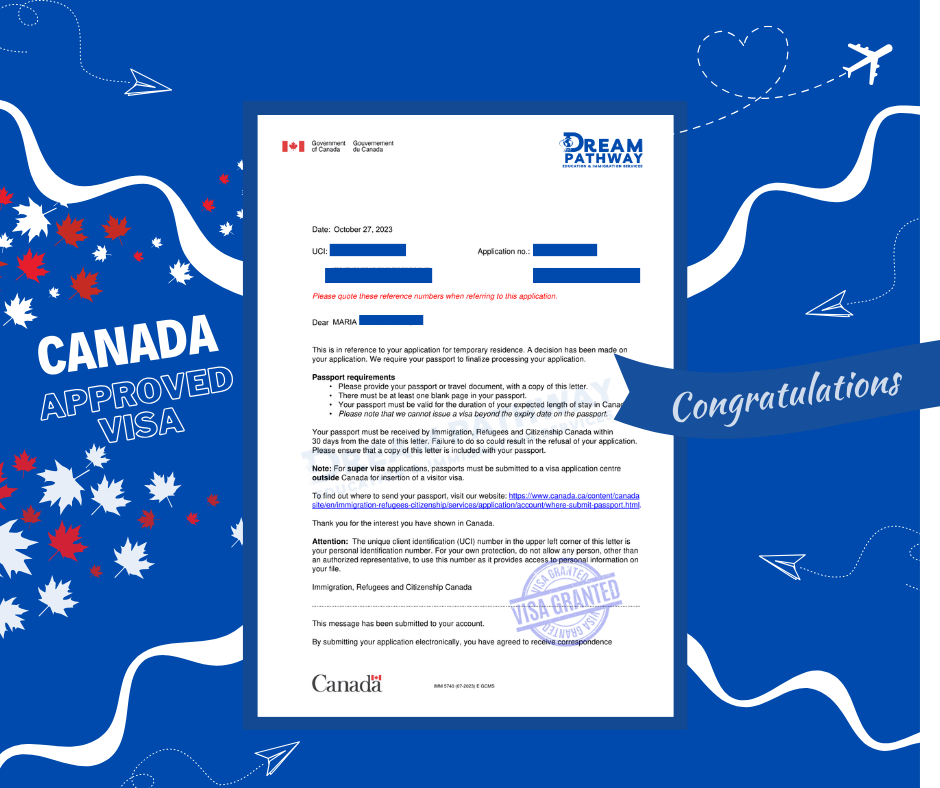 Government of Canada
Gouvernement du Canada
DREAM PATHWAY
EDUCATION & IMMIGRATION SERVICES
Date: October 27, 2023
UCI:
Application no.:
Please quote these reference numbers when referring to this application.
Dear MARIA
This is in reference to your application for temporary residence. A decision has been made on
your application. We require your passport to finalize processing your application.
Passport requirements
• Please provide your passport or travel document, with a copy of this letter.
• There must be at least one blank page in your passport.
• Your passport must be valid for the duration of your expected length of stay in Canada.
• Please note that we cannot issue a visa beyond the expiry date on the passport.
Your passport must be received by Immigration, Refugees and Citizenship Canada within
30 days from the date of this letter. Failure to do so could result in the refusal of your application.
Please ensure that a copy of this letter is included with your passport.
Note: For super visa applications, passports must be submitted to a visa application centre
outside Canada for insertion of a visitor visa.
To find out where to send your passport, visit our website: https://www.canada.ca/content/canada
site/en/immigration-refugees-citizenship/services/application/account/where-submit-passport.html.
Thank you for the interest you have shown in Canada.
Attention: The unique client identification (UCI) number in the upper left corner of this letter is
your personal identification number. For your own protection, do not allow any person, other than
an authorized representative, to use this number as it provides access to personal information on
your file.
Immigration, Refugees and Citizenship Canada
This message has been submitted to your account.
By submitting your application electronically, you have agreed to receive correspondence
Canada
IMM 5740 (07-2023) E GCMS
VISA GRANTED
VISA GRANTED
VISA GRANTED
DREAM PATHWAY
CANADA
APPROVED
VISA
Congratulations